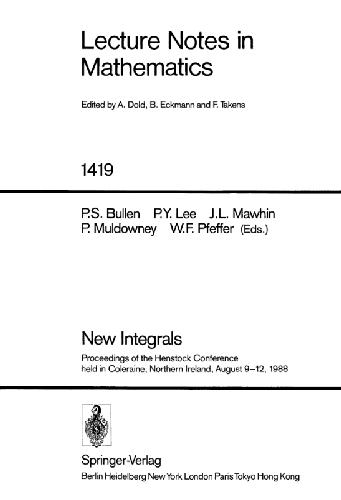 Lecture Notes in
Mathematics
Edited by A. Dold, B. Eckmann and F. Takens
1419
P.S. Bullen P.Y. Lee J.L. Mawhin
P. Muldowney W.F. Pfeffer (Eds.)
New Integrals
Proceedings of the Henstock Conference
held in Coleraine, Northern Ireland, August 9–12, 1988
Springer-Verlag
Berlin Heidelberg New York London Paris Tokyo Hong Kong